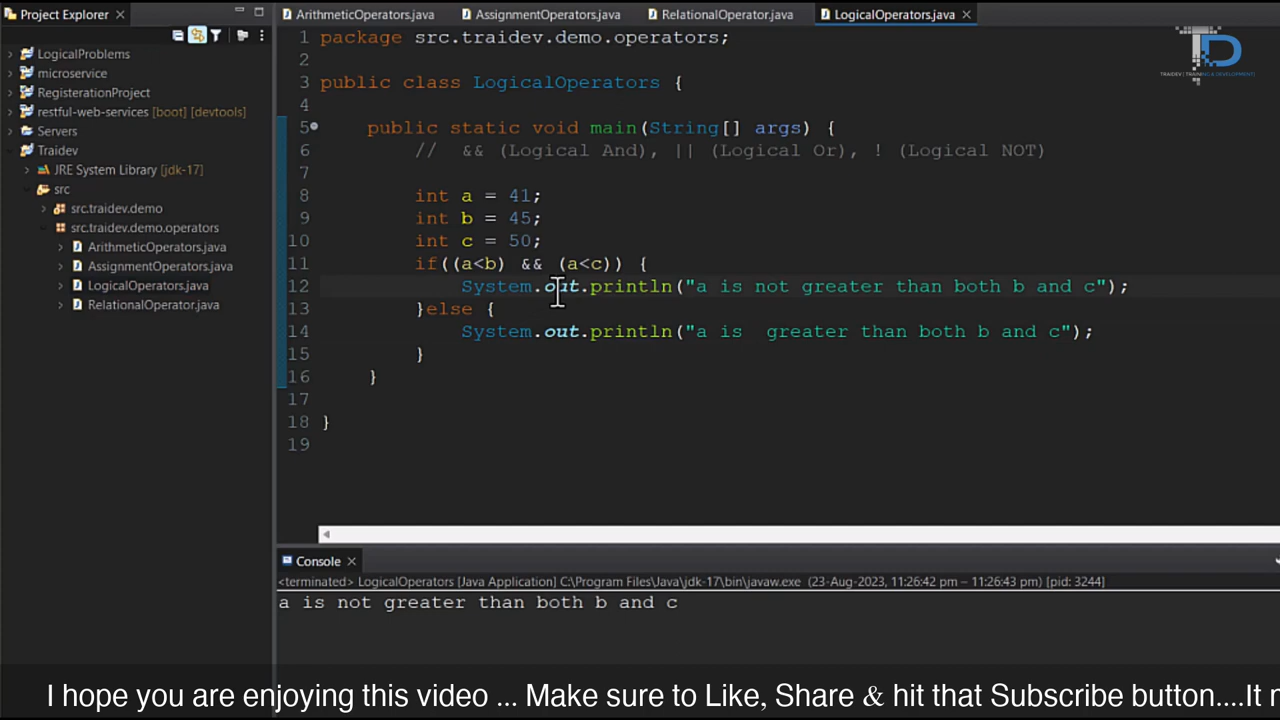 Project Explorer
ArithmeticOperators.java
AssignmentOperators.java
RelationalOperator.java
LogicalOperators.java
LogicalProblems
microservice
RegisterationProject
restful-web-services [boot] [devtools]
Servers
Traidev
JRE System Library [jdk-17]
src
src.traidev.demo
src.traidev.demo.operators
ArithmeticOperators.java
AssignmentOperators.java
LogicalOperators.java
RelationalOperator.java
1 package src.traidev.demo.operators;
2
3 public class LogicalOperators {
4
5 public static void main(String[] args) {
6 // && (Logical And), || (Logical Or), ! (Logical NOT)
7
8 int a = 41;
9 int b = 45;
10 int c = 50;
11 if((a<b) && (a<c)) {
12 System.out.println("a is not greater than both b and c");
13 }else {
14 System.out.println("a is  greater than both b and c");
15 }
16 }
17
18 }
19
TD
TRAIDEV | TRAINING & DEVELOPMENT |
Console
<terminated> LogicalOperators [Java Application] C:\Program Files\Java\jdk-17\bin\javaw.exe (23-Aug-2023, 11:26:42 pm – 11:26:43 pm) [pid: 3244]
a is not greater than both b and c
I hope you are enjoying this video ... Make sure to Like, Share & hit that Subscribe button....It